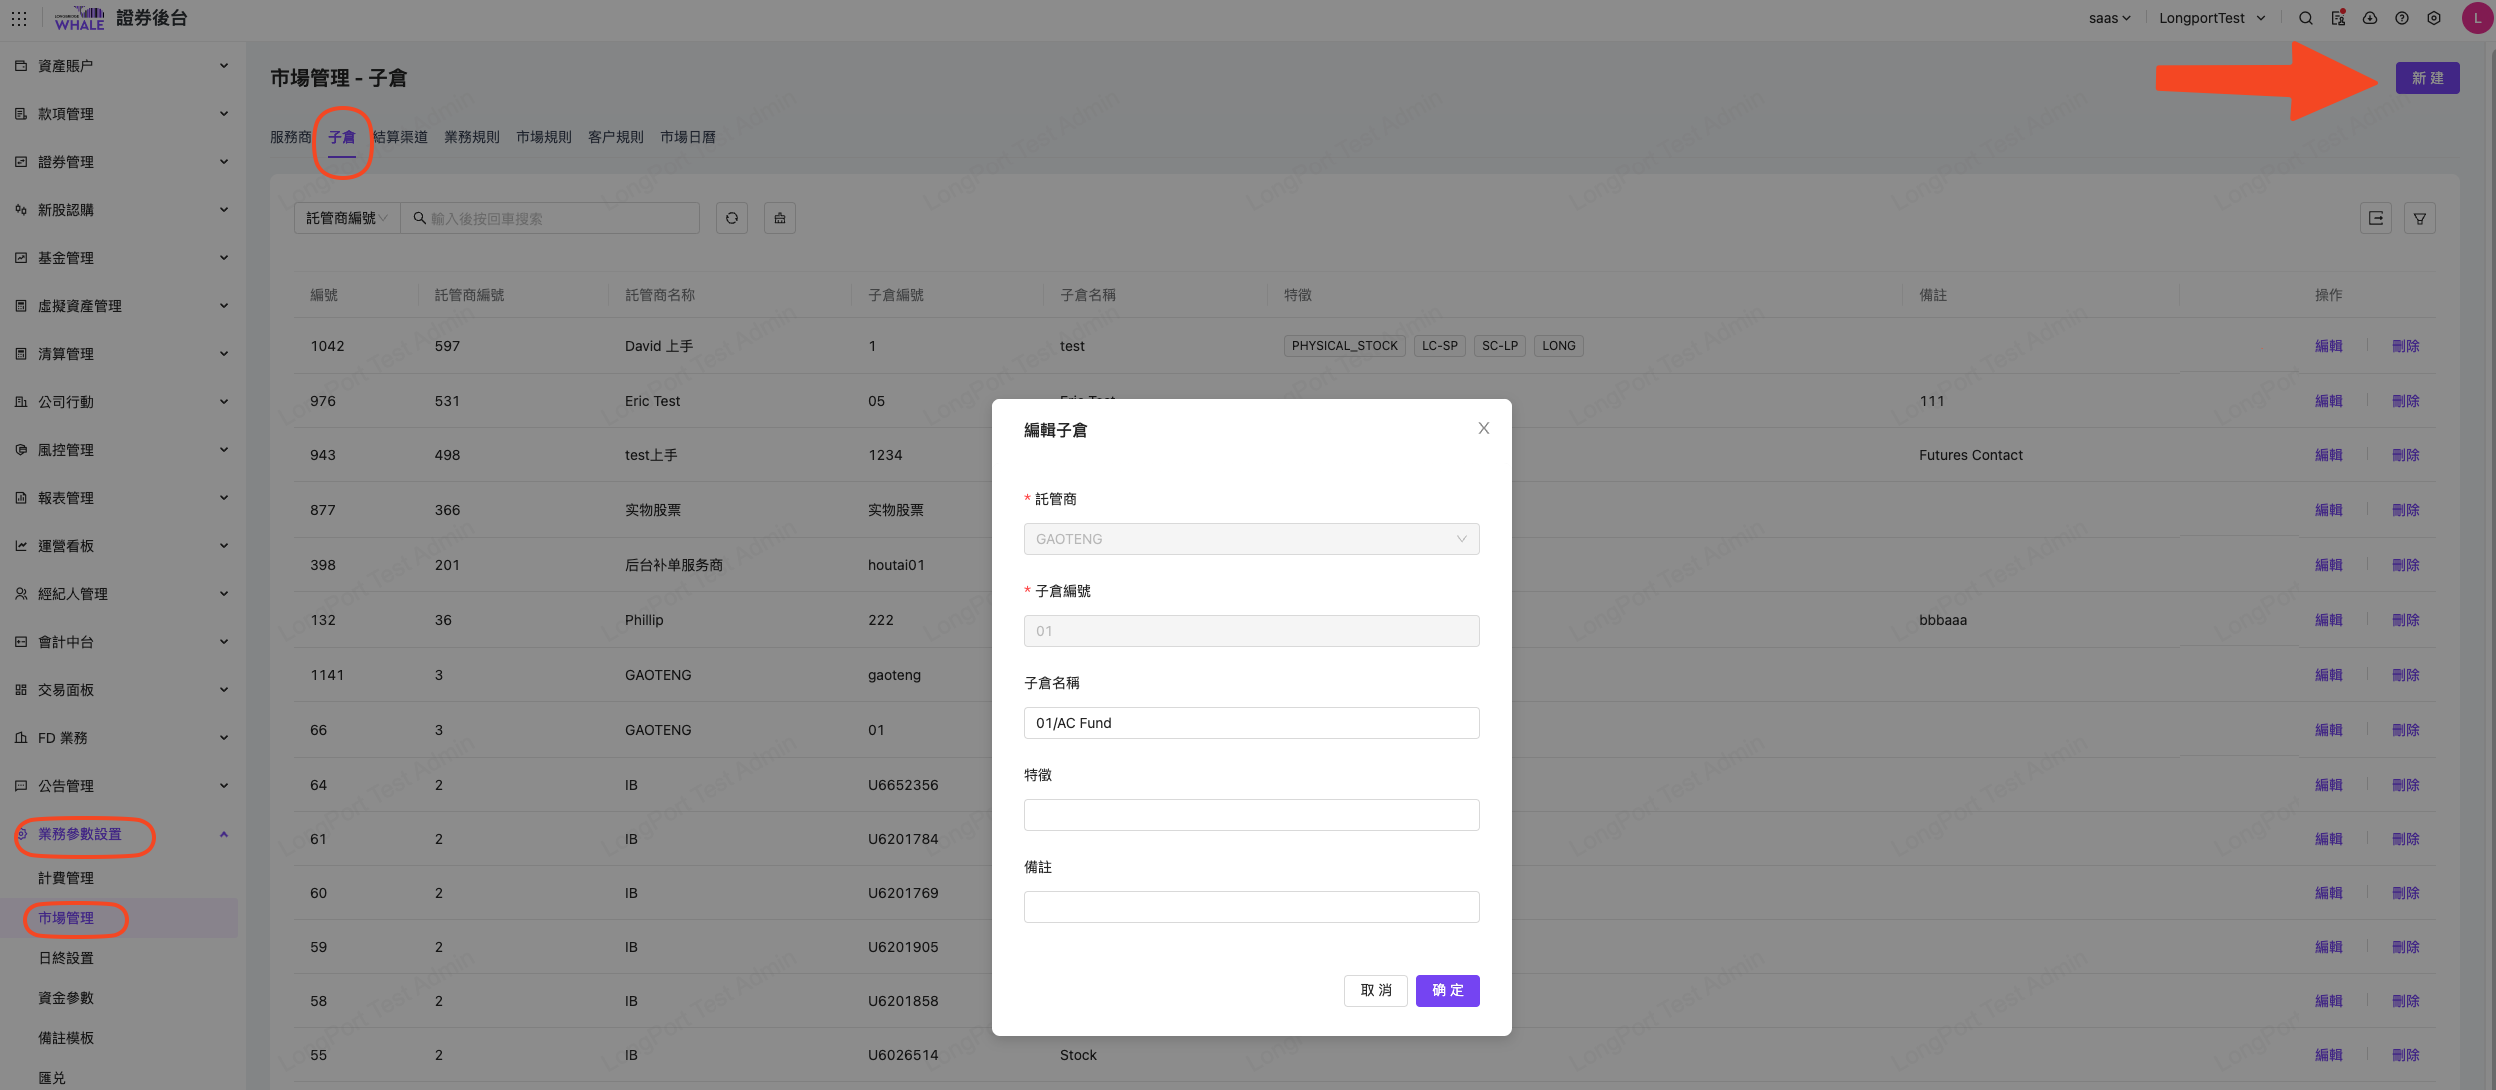 LONGBRIDGE
WHALE 證券後台
saas
LongportTest
L
資產賬户
款項管理
證券管理
新股認購
基金管理
虛擬資產管理
清算管理
公司行動
風控管理
報表管理
運營看板
經紀人管理
會計中台
交易面板
FD 業務
公告管理
業務參數設置
計費管理
市場管理
日終設置
資金參數
備註模板
匯兑
市場管理 - 子倉
新 建
服務商 子倉 結算渠道 業務規則 市場規則 客户規則 市場日曆
託管商編號 輸入後按回車搜索
編號 託管商編號 託管商名称 子倉編號 子倉名稱 特徵 備註 操作
1042 597 David 上手 1 test PHYSICAL_STOCK LC-SP SC-LP LONG 編輯 刪除
976 531 Eric Test 05 Eric Test 111 編輯 刪除
943 498 test上手 1234 Futures Contact 編輯 刪除
877 366 实物股票 实物股票 編輯 刪除
398 201 后台补单服务商 houtai01 編輯 刪除
132 36 Phillip 222 bbbaaa 編輯 刪除
1141 3 GAOTENG gaoteng 編輯 刪除
66 3 GAOTENG 01 編輯 刪除
64 2 IB U6652356 編輯 刪除
61 2 IB U6201784 編輯 刪除
60 2 IB U6201769 編輯 刪除
59 2 IB U6201905 編輯 刪除
58 2 IB U6201858 編輯 刪除
55 2 IB U6026514 Stock 編輯 刪除
編輯子倉
* 託管商
GAOTENG
* 子倉編號
01
子倉名稱
01/AC Fund
特徵
備註
取 消 确 定
LongPort Test Admin